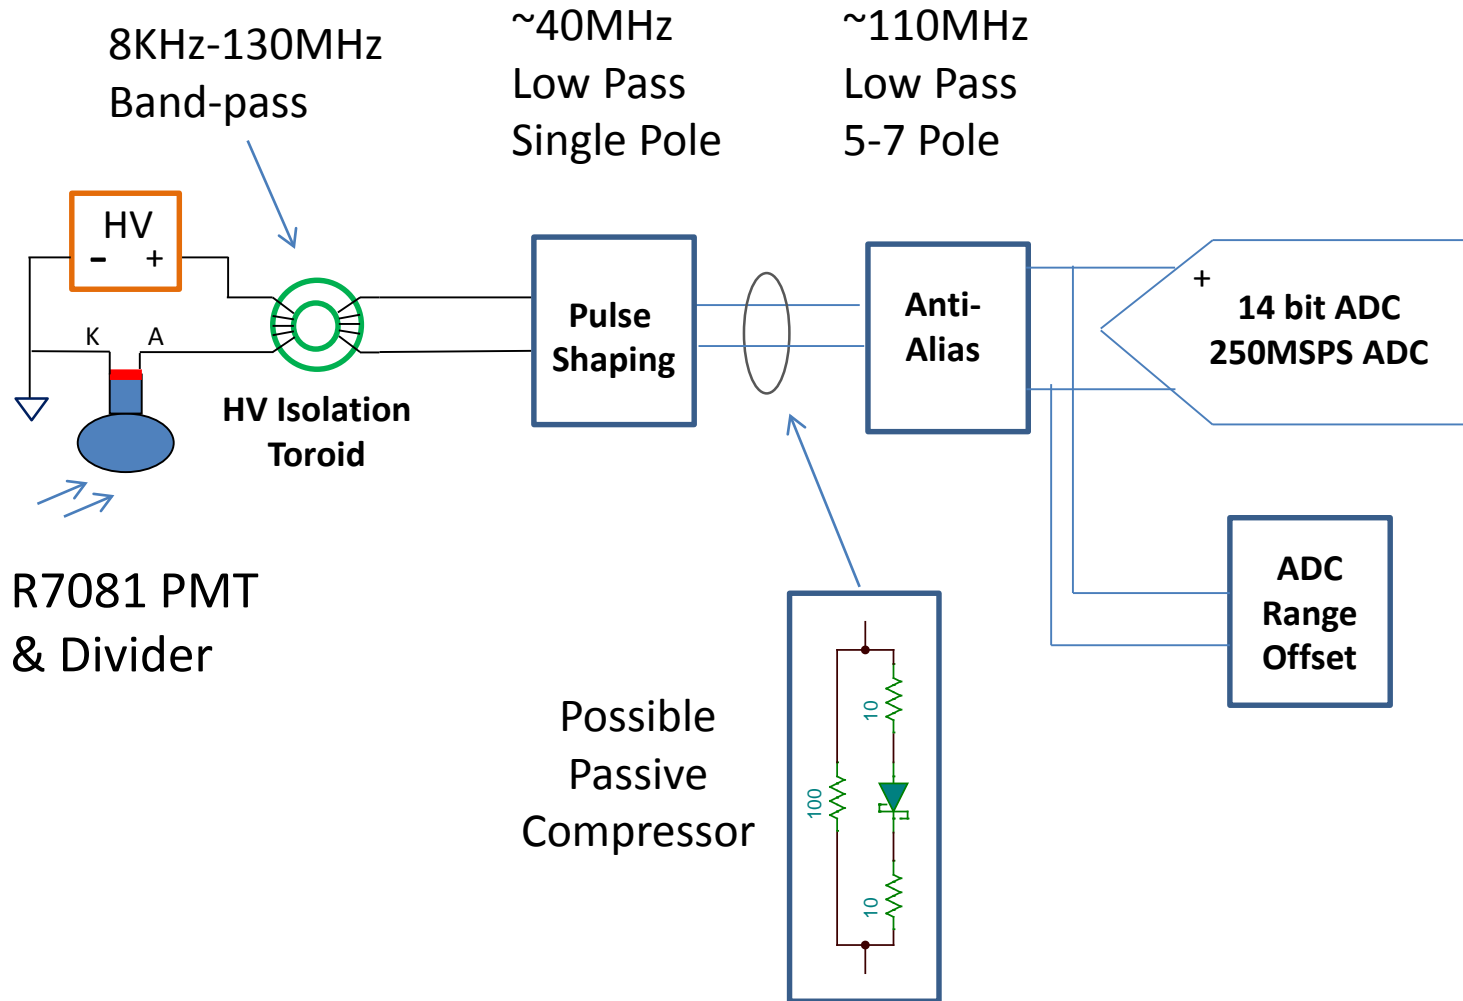 8KHz-130MHz
Band-pass
~40MHz
Low Pass
Single Pole
~110MHz
Low Pass
5-7 Pole
HV
- +
K A
HV Isolation
Toroid
Pulse
Shaping
Anti-
Alias
+
14 bit ADC
250MSPS ADC
R7081 PMT
& Divider
Possible
Passive
Compressor
10
100
10
ADC
Range
Offset